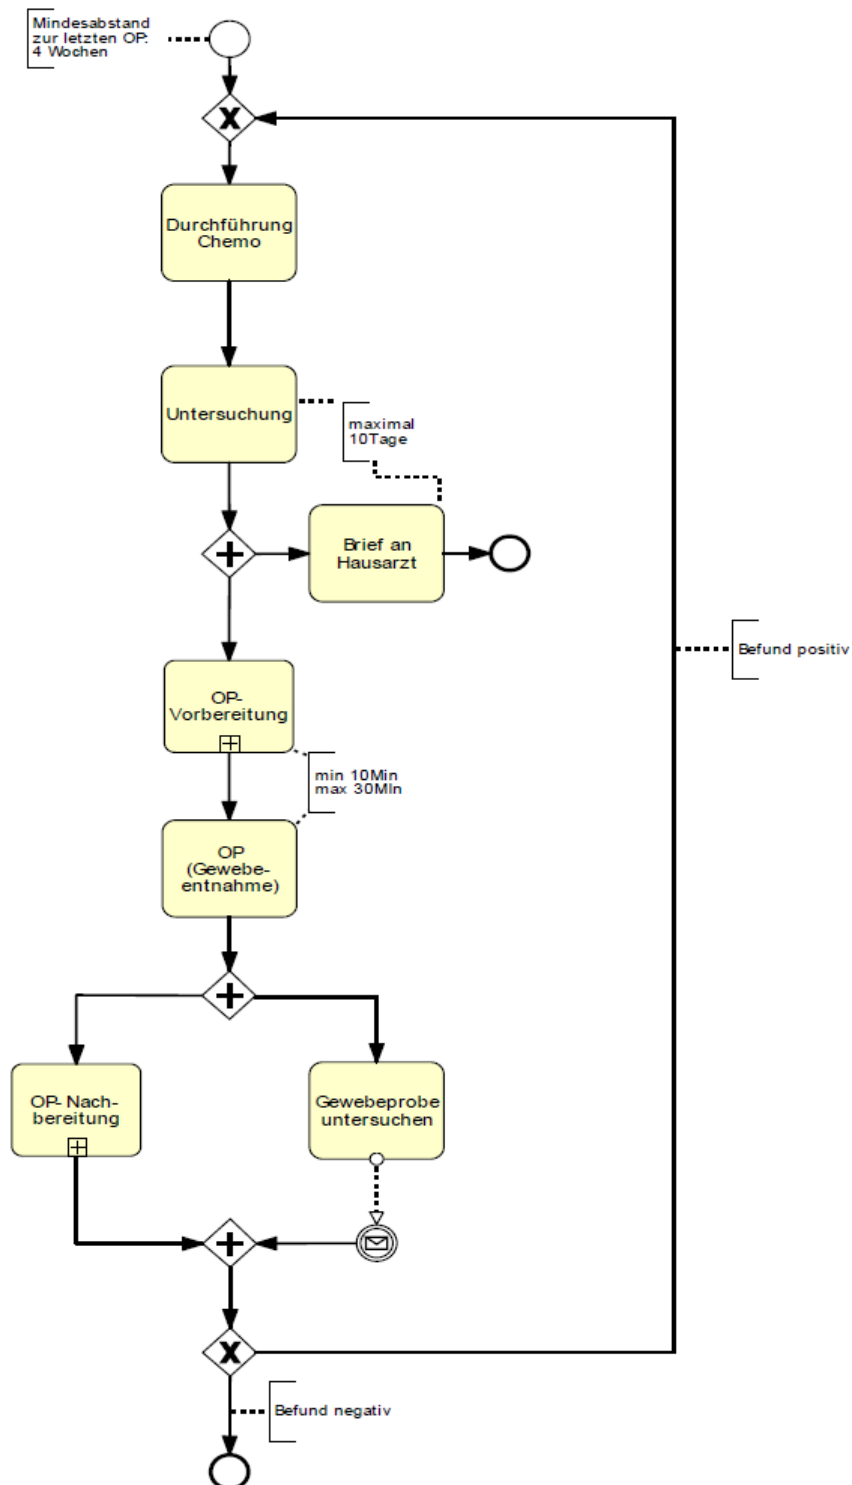 Mindesabstand
zur letzten OP:
4 Wochen
Durchführung
Chemo
Untersuchung
maximal
10Tage
Brief an
Hausarzt
Befund positiv
OP-
Vorbereitung
min 10Min
max 30MIn
OP
(Gewebe-
entnahme)
OP-Nach-
bereitung
Gewebeprobe
untersuchen
Befund negativ